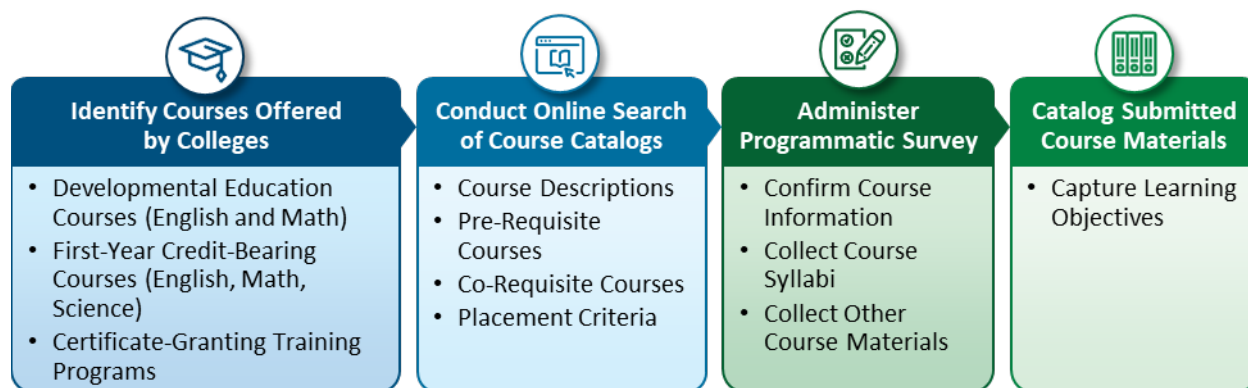 Identify Courses Offered
by Colleges
• Developmental Education
Courses (English and Math)
• First-Year Credit-Bearing
Courses (English, Math,
Science)
• Certificate-Granting Training
Programs
Conduct Online Search
of Course Catalogs
• Course Descriptions
• Pre-Requisite
Courses
• Co-Requisite Courses
• Placement Criteria
Administer
Programmatic Survey
• Confirm Course
Information
• Collect Course
Syllabi
• Collect Other
Course Materials
Catalog Submitted
Course Materials
• Capture Learning
Objectives